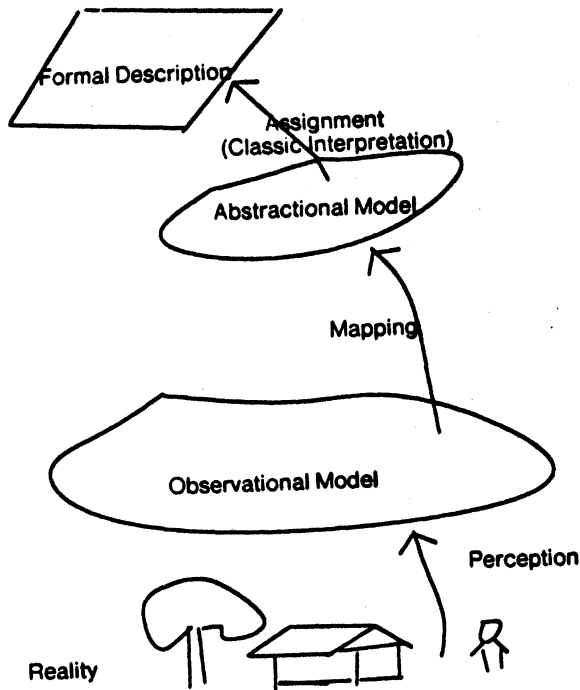 Formal Description
Assignment
(Classic Interpretation)
Abstractional Model
Mapping
Observational Model
Perception
Reality